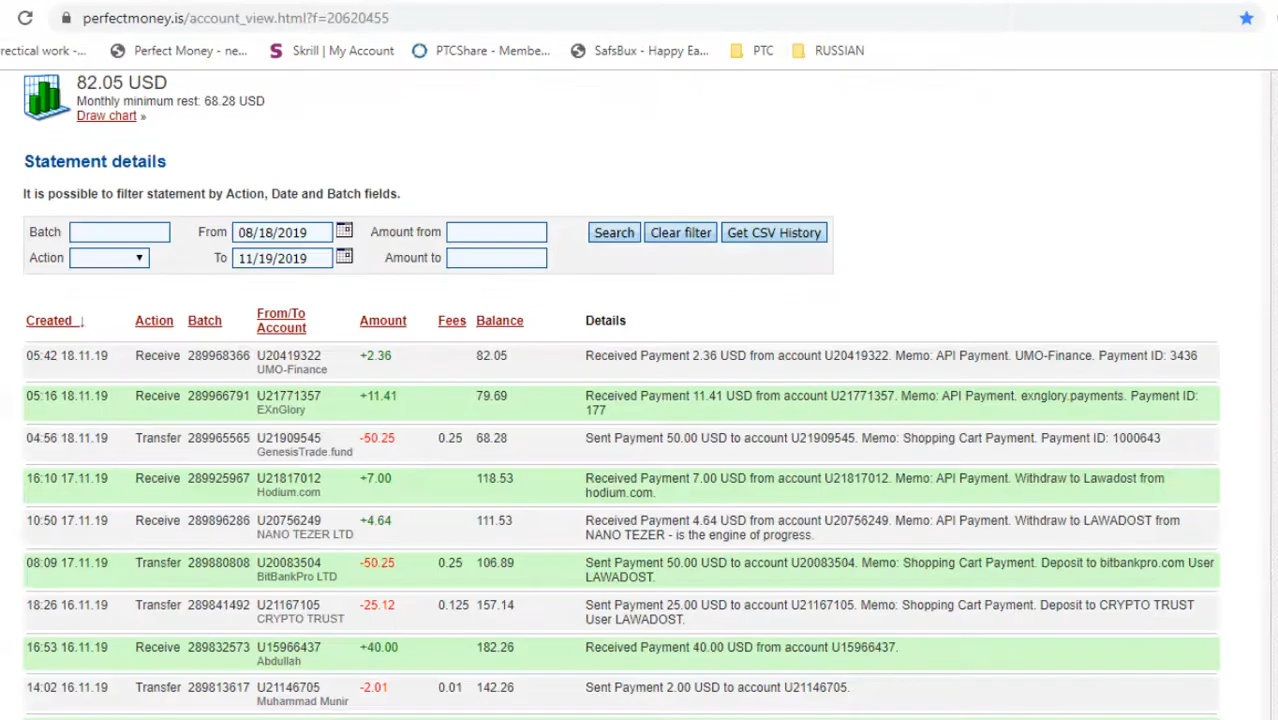 perfectmoney.is/account_view.html?f=20620455
rectical work -... Perfect Money - ne... Skrill | My Account PTCShare - Membe... SafsBux - Happy Ea... PTC RUSSIAN
82.05 USD
Monthly minimum rest: 68.28 USD
Draw chart »
Statement details
It is possible to filter statement by Action, Date and Batch fields.
Batch From 08/18/2019 Amount from Search Clear filter Get CSV History
Action To 11/19/2019 Amount to
Created ↓ Action Batch From/To Account Amount Fees Balance Details
05:42 18.11.19 Receive 289968366 U20419322 +2.36 82.05 Received Payment 2.36 USD from account U20419322. Memo: API Payment. UMO-Finance. Payment ID: 3436
UMO-Finance
05:16 18.11.19 Receive 289966791 U21771357 +11.41 79.69 Received Payment 11.41 USD from account U21771357. Memo: API Payment. exnglory.payments. Payment ID:
EXnGlory 177
04:56 18.11.19 Transfer 289965565 U21909545 -50.25 0.25 68.28 Sent Payment 50.00 USD to account U21909545. Memo: Shopping Cart Payment. Payment ID: 1000643
GenesisTrade.fund
16:10 17.11.19 Receive 289925967 U21817012 +7.00 118.53 Received Payment 7.00 USD from account U21817012. Memo: API Payment. Withdraw to Lawadost from
Hodium.com hodium.com.
10:50 17.11.19 Receive 289896286 U20756249 +4.64 111.53 Received Payment 4.64 USD from account U20756249. Memo: API Payment. Withdraw to LAWADOST from
NANO TEZER LTD NANO TEZER - is the engine of progress.
08:09 17.11.19 Transfer 289880808 U20083504 -50.25 0.25 106.89 Sent Payment 50.00 USD to account U20083504. Memo: Shopping Cart Payment. Deposit to bitbankpro.com User
BitBankPro LTD LAWADOST.
18:26 16.11.19 Transfer 289841492 U21167105 -25.12 0.125 157.14 Sent Payment 25.00 USD to account U21167105. Memo: Shopping Cart Payment. Deposit to CRYPTO TRUST
CRYPTO TRUST User LAWADOST.
16:53 16.11.19 Receive 289832573 U15966437 +40.00 182.26 Received Payment 40.00 USD from account U15966437.
Abdullah
14:02 16.11.19 Transfer 289813617 U21146705 -2.01 0.01 142.26 Sent Payment 2.00 USD to account U21146705.
Muhammad Munir